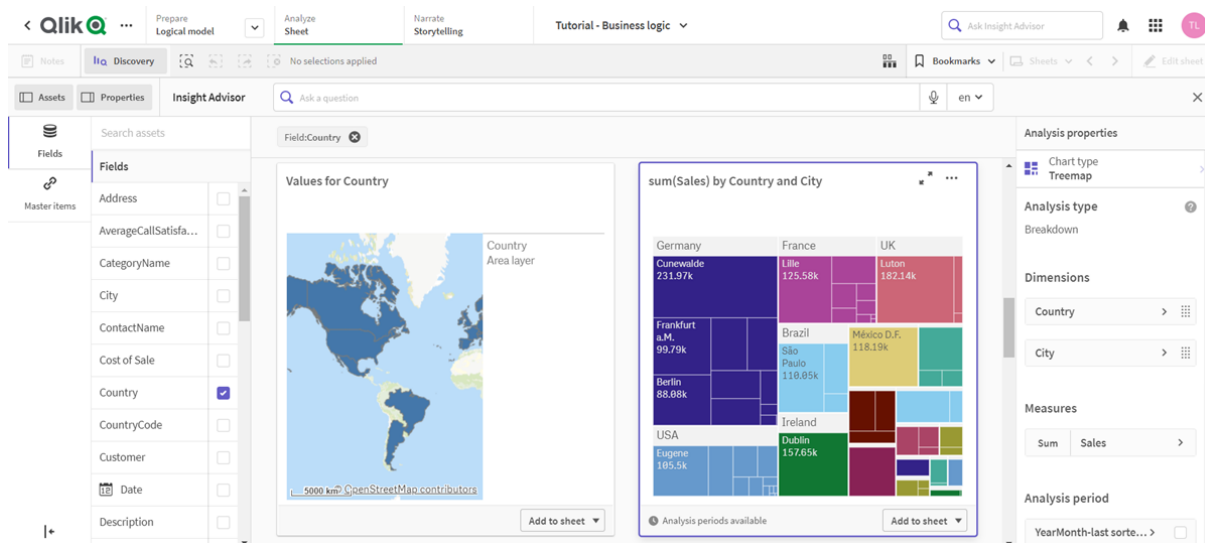 Qlik
Prepare
Logical model
Analyze
Sheet
Narrate
Storytelling
Tutorial - Business logic
Ask Insight Advisor
TL
Notes
Discovery
No selections applied
Bookmarks
Sheets
Edit sheet
Assets
Properties
Insight Advisor
Ask a question
en
Fields
Master items
Search assets
Fields
Address
AverageCallSatisfa...
CategoryName
City
ContactName
Cost of Sale
Country
CountryCode
Customer
Date
Description
Field:Country
Values for Country
Country
Area layer
5000 km
© OpenStreetMap contributors
Add to sheet
sum(Sales) by Country and City
Germany
Cunewalde
231.97k
Frankfurt
a.M.
99.79k
Berlin
88.08k
USA
Eugene
105.5k
France
Lille
125.58k
UK
Luton
182.14k
Brazil
São
Paulo
110.05k
México D.F.
118.19k
Ireland
Dublin
157.65k
Analysis periods available
Add to sheet
Analysis properties
Chart type
Treemap
Analysis type
Breakdown
Dimensions
Country
City
Measures
Sum
Sales
Analysis period
YearMonth-last sorte...